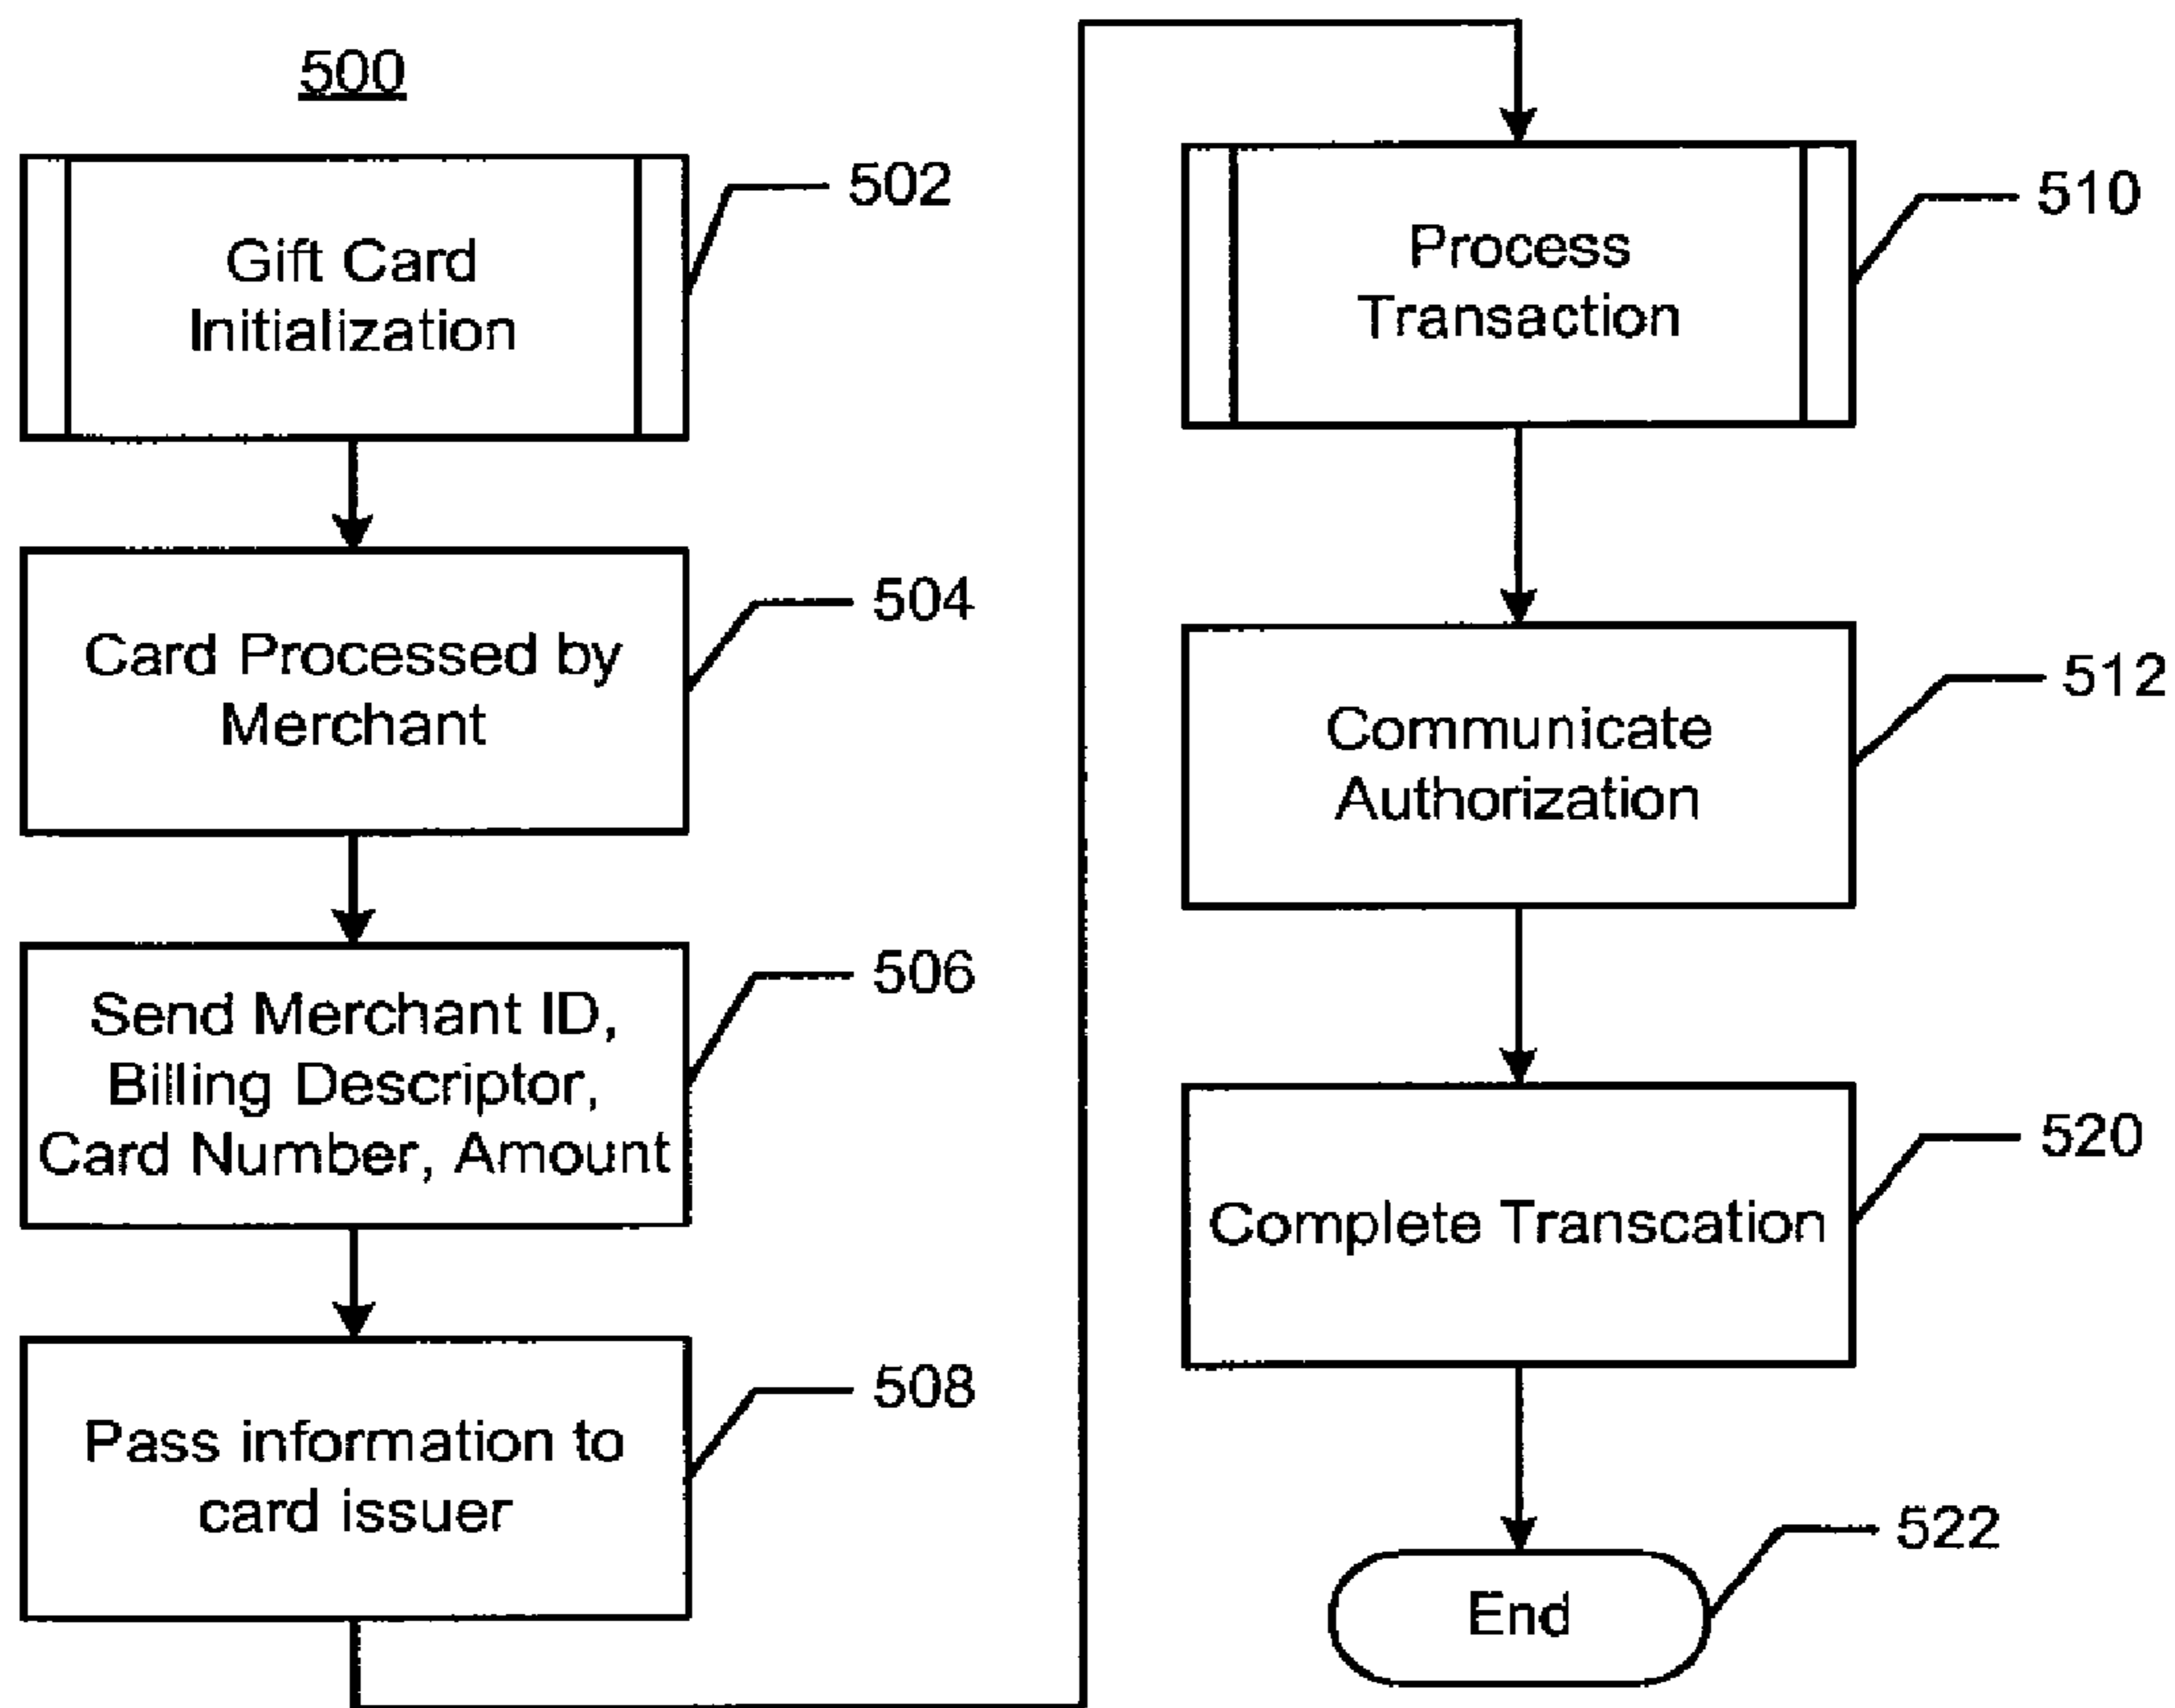 500
Gift Card
Initialization
502
Card Processed by
Merchant
504
Send Merchant ID,
Billing Descriptor,
Card Number, Amount
506
Pass information to
card issuer
508
Process
Transaction
510
Communicate
Authorization
512
Complete Transcation
520
End
522